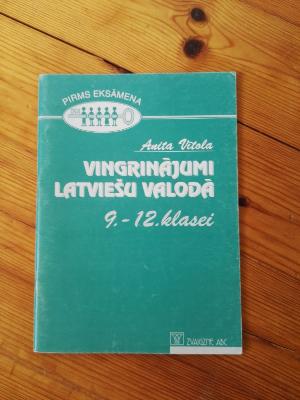 PIRMS EKSĀMENA
Anita Vītola
VINGRINĀJUMI
LATVIEŠU VALODĀ
9.-12.klasei
ZVAIGZNE ABC